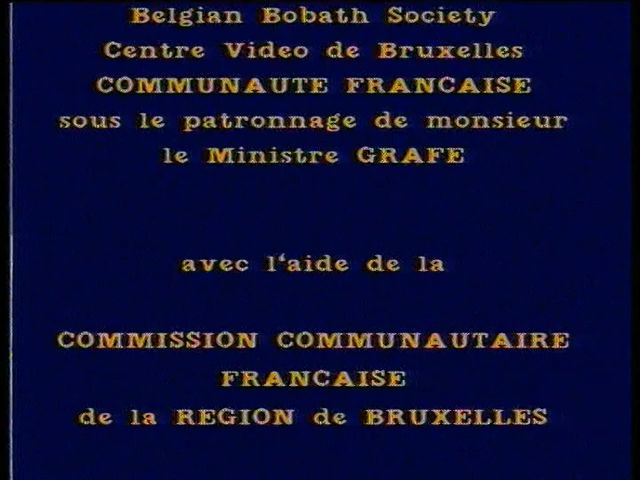 Belgian Bobath Society
Centre Video de Bruxelles
COMMUNAUTE FRANCAISE
sous le patronnage de monsieur
le Ministre GRAFE
avec l'aide de la
COMMISSION COMMUNAUTAIRE
FRANCAISE
de la REGION de BRUXELLES